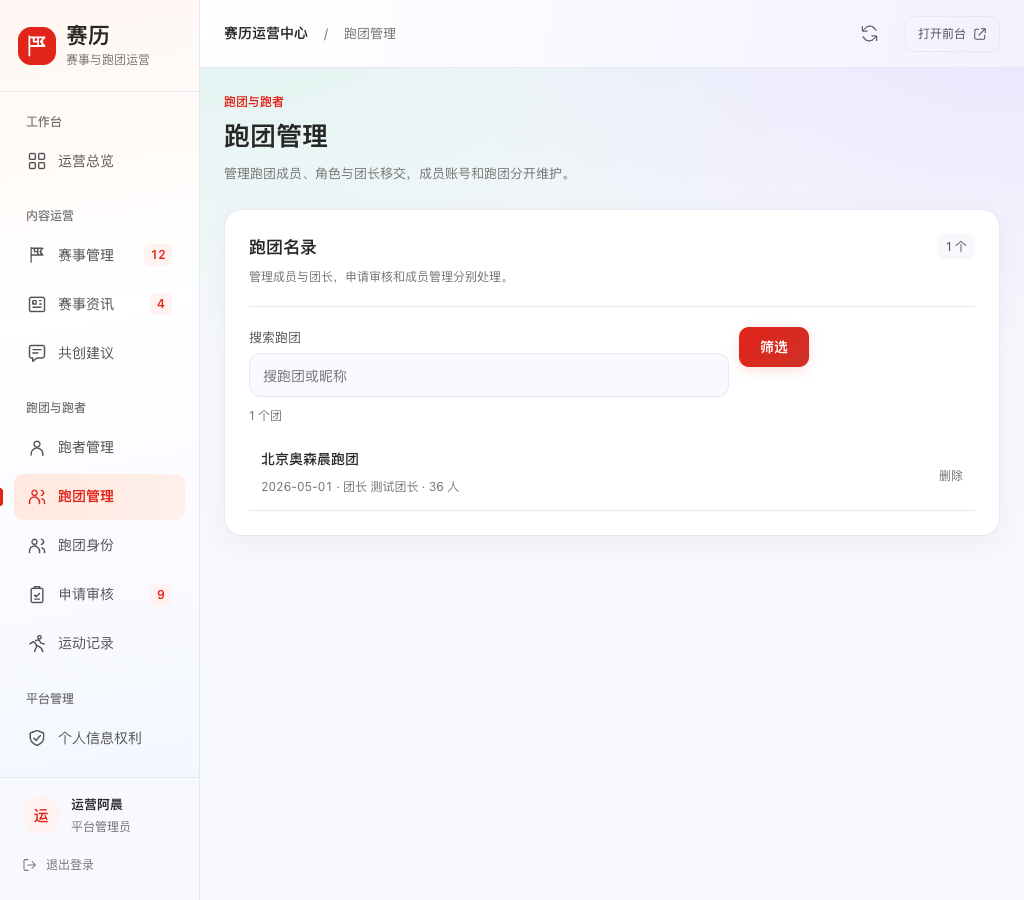 赛历
赛事与跑团运营
工作台
运营总览
内容运营
赛事管理 12
赛事资讯 4
共创建议
跑团与跑者
跑者管理
跑团管理
跑团身份
申请审核 9
运动记录
平台管理
个人信息权利
运
运营阿晨
平台管理员
退出登录
赛历运营中心 / 跑团管理
打开前台
跑团与跑者
跑团管理
管理跑团成员、角色与团长移交，成员账号和跑团分开维护。
跑团名录
1 个
管理成员与团长，申请审核和成员管理分别处理。
搜索跑团
搜跑团或昵称
筛选
1 个团
北京奥森晨跑团
2026-05-01 · 团长 测试团长 · 36 人
删除